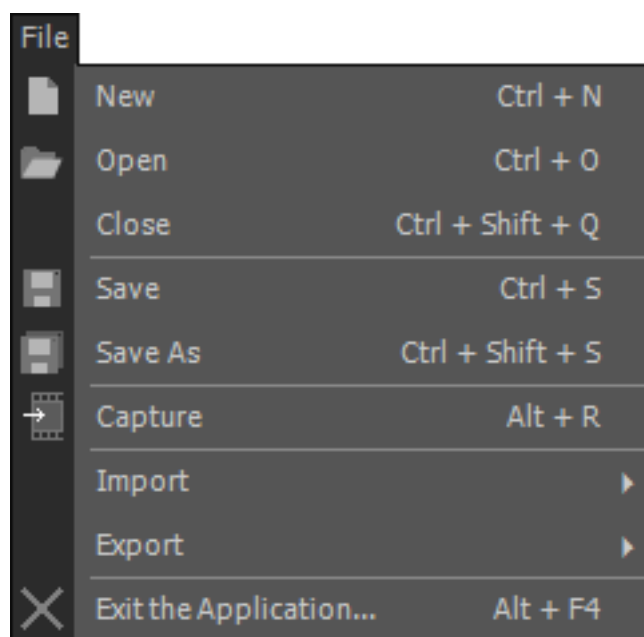 File
New Ctrl + N
Open Ctrl + O
Close Ctrl + Shift + Q
Save Ctrl + S
Save As Ctrl + Shift + S
Capture Alt + R
Import
Export
Exit the Application... Alt + F4